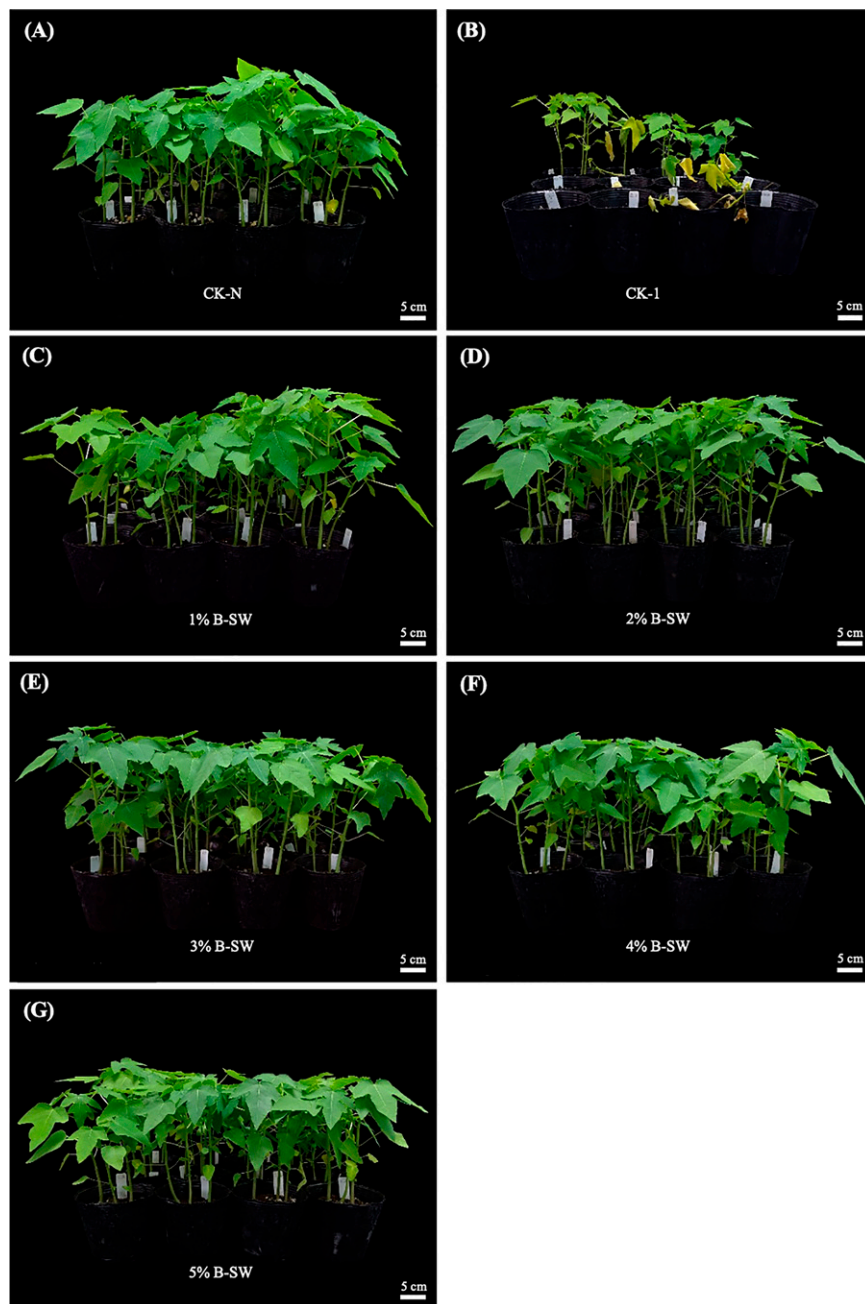 (A)
CK-N
5 cm
(B)
CK-1
5 cm
(C)
1% B-SW
5 cm
(D)
2% B-SW
5 cm
(E)
3% B-SW
5 cm
(F)
4% B-SW
5 cm
(G)
5% B-SW
5 cm